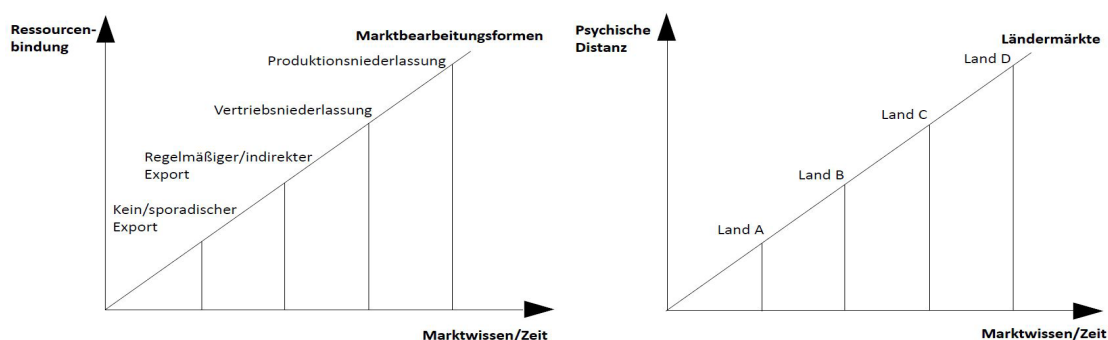 Ressourcen-
bindung
Marktbearbeitungsformen
Produktionsniederlassung
Vertriebsniederlassung
Regelmäßiger/indirekter
Export
Kein/sporadischer
Export
Marktwissen/Zeit
Psychische
Distanz
Ländermärkte
Land D
Land C
Land B
Land A
Marktwissen/Zeit